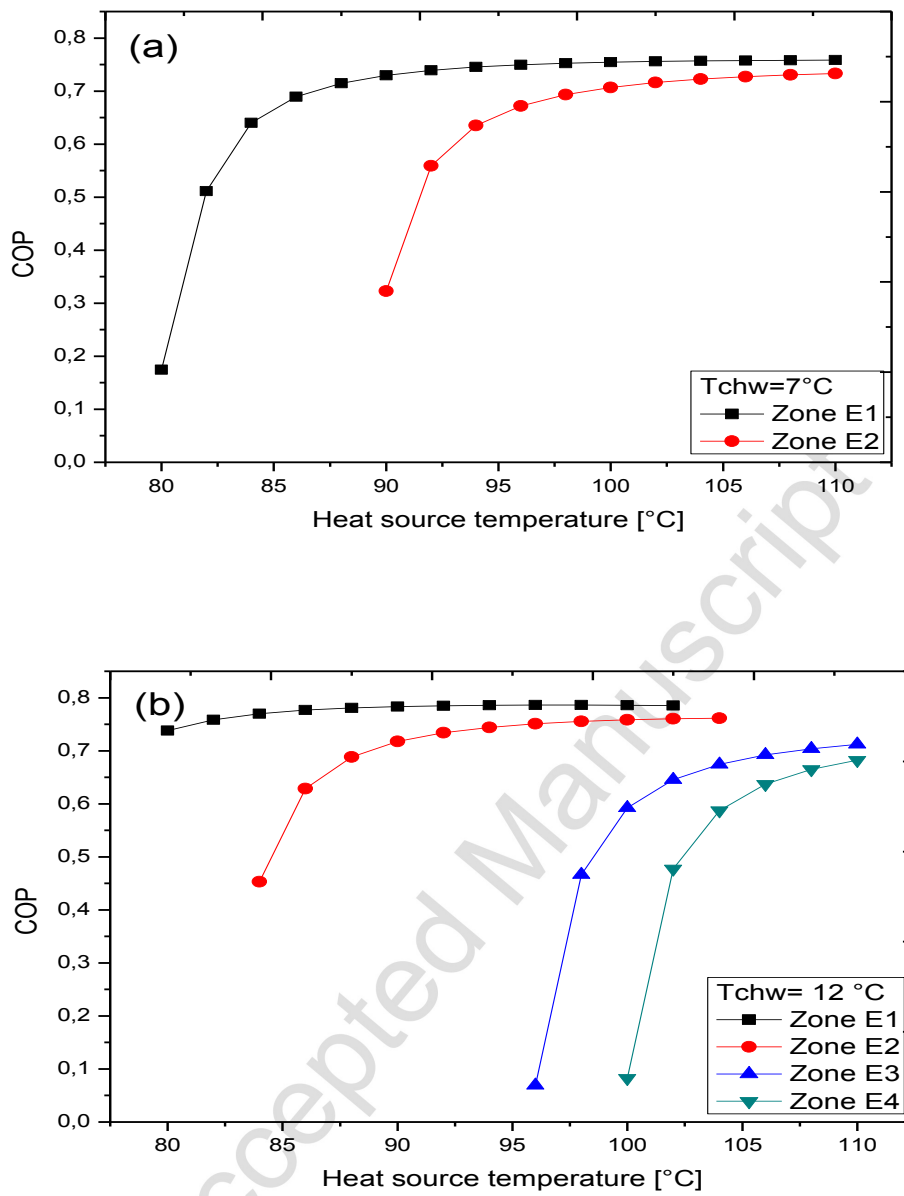 (a)
0,8
0,7
0,6
0,5
0,4
0,3
0,2
0,1
0,0
COP
Tchw=7°C
Zone E1
Zone E2
80 85 90 95 100 105 110
Heat source temperature [°C]
(b)
0,8
0,7
0,6
0,5
0,4
0,3
0,2
0,1
0,0
COP
Tchw= 12 °C
Zone E1
Zone E2
Zone E3
Zone E4
80 85 90 95 100 105 110
Heat source temperature [°C]
ccepted Manuscript